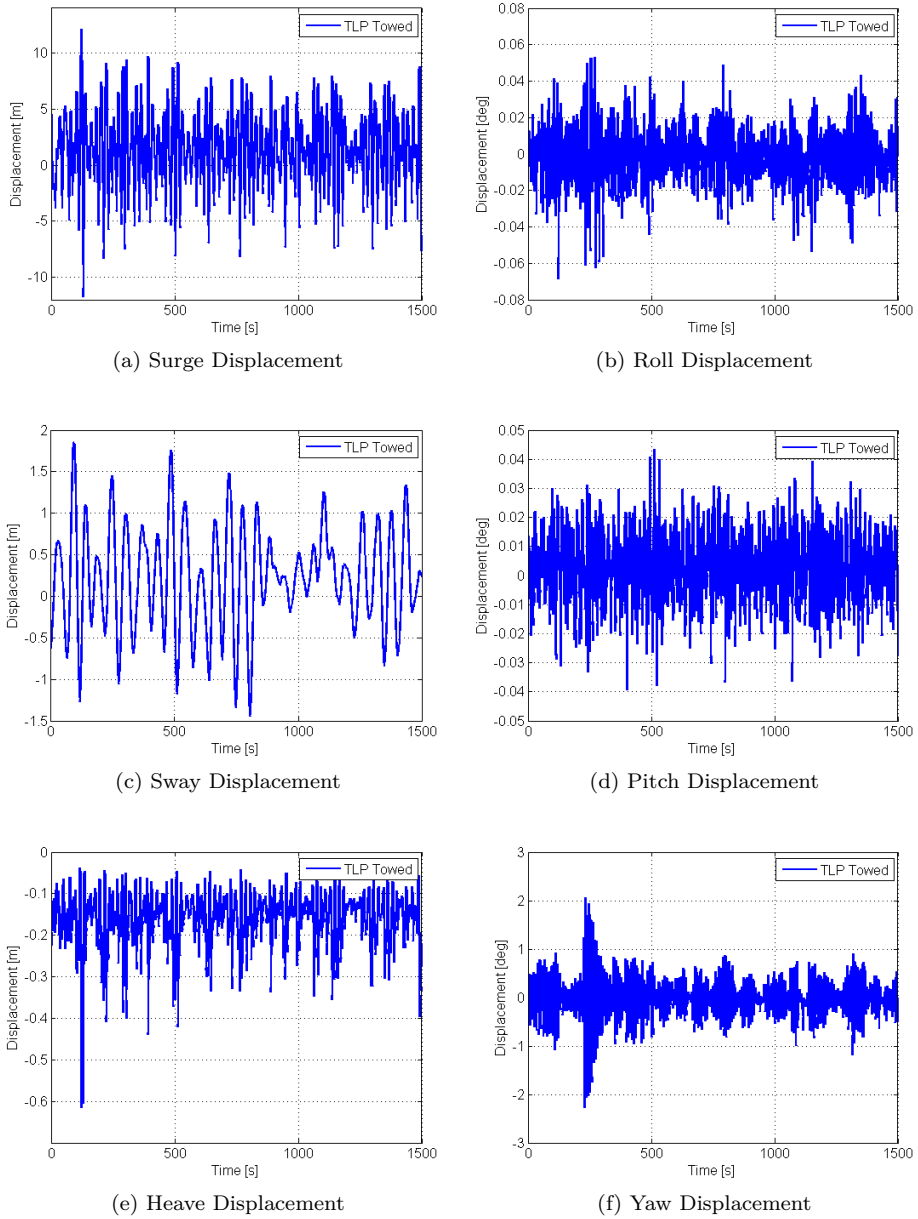 TLP Towed
10
5
0
-5
-10
Displacement [m]
0 500 1000 1500
Time [s]
(a) Surge Displacement
0.08
TLP Towed
0.06
0.04
0.02
0
-0.02
-0.04
-0.06
-0.08
Displacement [deg]
0 500 1000 1500
Time [s]
(b) Roll Displacement
2
TLP Towed
1.5
1
0.5
0
-0.5
-1
-1.5
Displacement [m]
0 500 1000 1500
Time [s]
(c) Sway Displacement
0.05
TLP Towed
0.04
0.03
0.02
0.01
0
-0.01
-0.02
-0.03
-0.04
-0.05
Displacement [deg]
0 500 1000 1500
Time [s]
(d) Pitch Displacement
0
TLP Towed
-0.1
-0.2
-0.3
-0.4
-0.5
-0.6
Displacement [m]
0 500 1000 1500
Time [s]
(e) Heave Displacement
3
TLP Towed
2
1
0
-1
-2
-3
Displacement [deg]
0 500 1000 1500
Time [s]
(f) Yaw Displacement